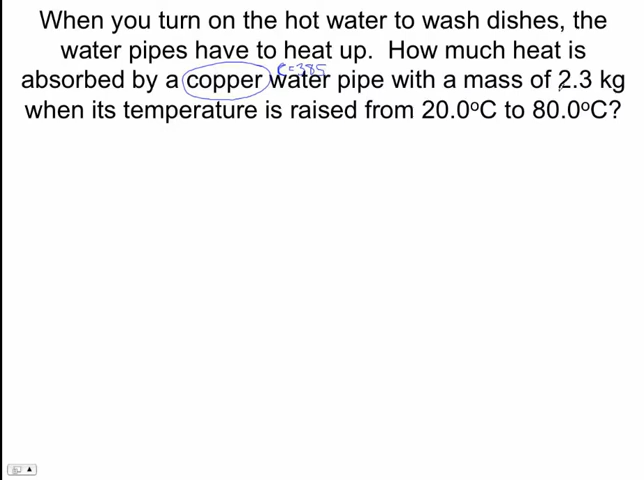 When you turn on the hot water to wash dishes, the
water pipes have to heat up. How much heat is
c=385
absorbed by a copper water pipe with a mass of 2.3 kg
when its temperature is raised from 20.0°C to 80.0°C?